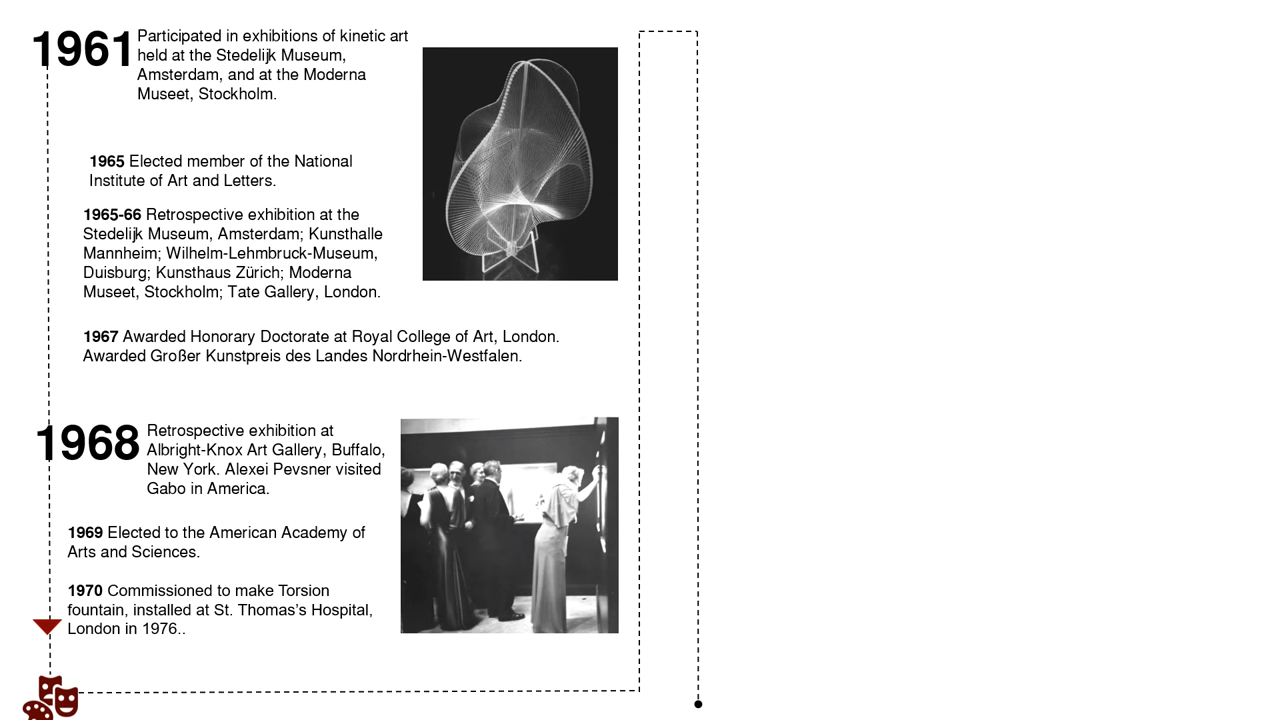 1961
Participated in exhibitions of kinetic art
held at the Stedelijk Museum,
Amsterdam, and at the Moderna
Museet, Stockholm.
1965 Elected member of the National
Institute of Art and Letters.
1965-66 Retrospective exhibition at the
Stedelijk Museum, Amsterdam; Kunsthalle
Mannheim; Wilhelm-Lehmbruck-Museum,
Duisburg; Kunsthaus Zürich; Moderna
Museet, Stockholm; Tate Gallery, London.
1967 Awarded Honorary Doctorate at Royal College of Art, London.
Awarded Großer Kunstpreis des Landes Nordrhein-Westfalen.
1968
Retrospective exhibition at
Albright-Knox Art Gallery, Buffalo,
New York. Alexei Pevsner visited
Gabo in America.
1969 Elected to the American Academy of
Arts and Sciences.
1970 Commissioned to make Torsion
fountain, installed at St. Thomas’s Hospital,
London in 1976..